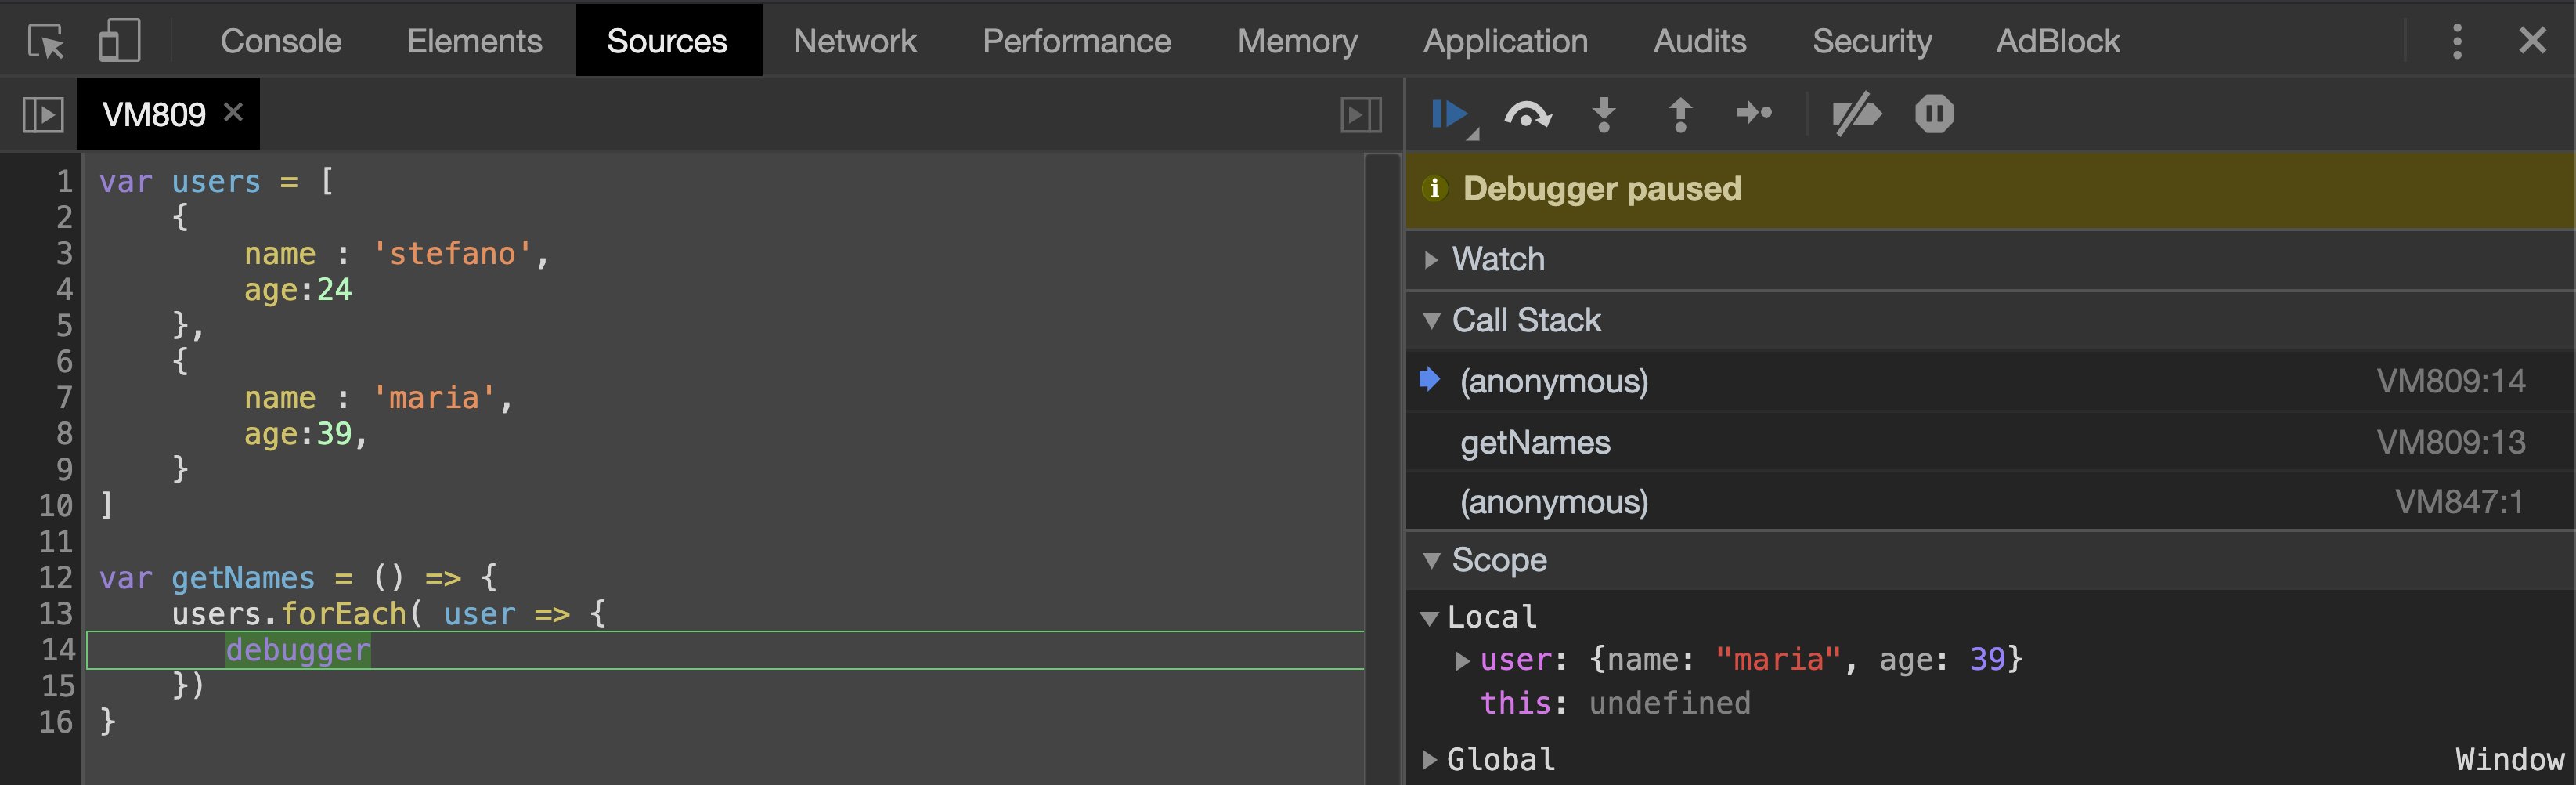 Console Elements Sources Network Performance Memory Application Audits Security AdBlock
VM809
1 var users = [
2 {
3 name : 'stefano',
4 age:24
5 },
6 {
7 name : 'maria',
8 age:39,
9 }
10 ]
11
12 var getNames = () => {
13 users.forEach( user => {
14 debugger
15 })
16 }
Debugger paused
Watch
Call Stack
(anonymous) VM809:14
getNames VM809:13
(anonymous) VM847:1
Scope
Local
user: {name: "maria", age: 39}
this: undefined
Global Window